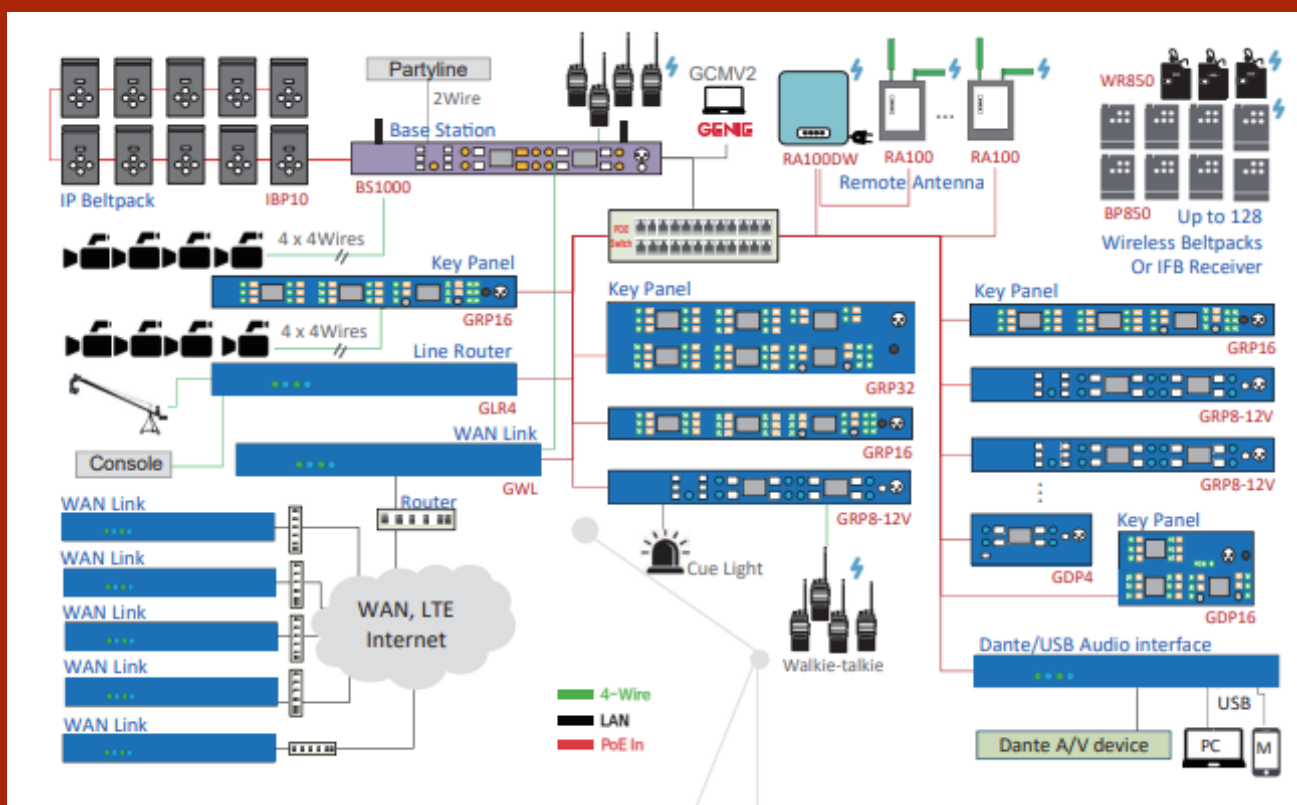 Partyline
2Wire
GCMV2
GENIE
WR850
Base Station
RA100DW
RA100
...
RA100
Remote Antenna
IP Beltpack
IBP10
BS1000
BP850
Up to 128
Wireless Beltpacks
Or IFB Receiver
4 x 4Wires
POE
Switch
Key Panel
GRP16
Key Panel
GRP32
Key Panel
GRP16
4 x 4Wires
Line Router
GLR4
GRP8-12V
WAN Link
GWL
GRP16
GRP8-12V
Console
Router
GRP8-12V
WAN Link
WAN Link
WAN Link
WAN Link
WAN Link
WAN, LTE
Internet
Cue Light
Walkie-talkie
GDP4
Key Panel
GDP16
Dante/USB Audio interface
4-Wire
LAN
PoE In
USB
Dante A/V device
PC
M